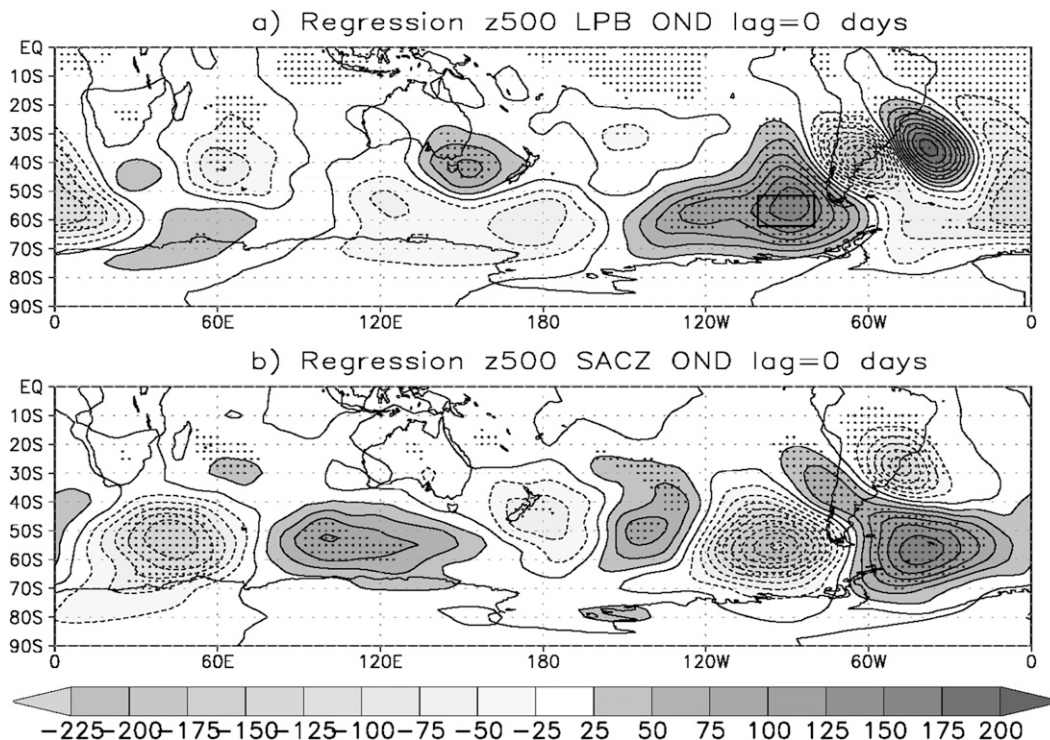 a) Regression z500 LPB OND lag=0 days
EQ
10S
20S
30S
40S
50S
60S
70S
80S
90S
0 60E 120E 180 120W 60W 0
b) Regression z500 SACZ OND lag=0 days
EQ
10S
20S
30S
40S
50S
60S
70S
80S
90S
0 60E 120E 180 120W 60W 0
−225−200−175−150−125−100 −75 −50 −25 25 50 75 100 125 150 175 200